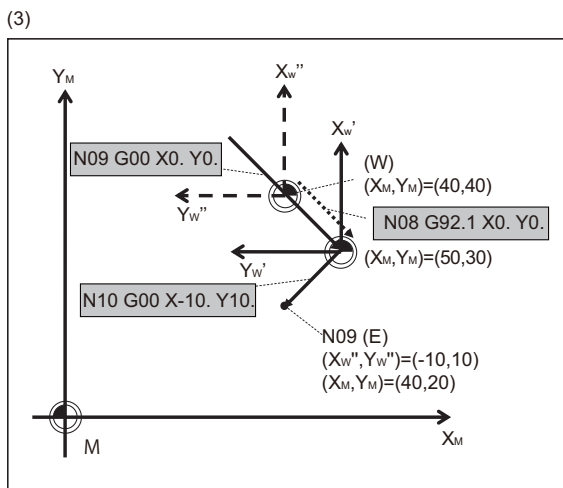 (3)
YM
XW''
XW'
N09 G00 X0. Y0.
(W)
(XM,YM)=(40,40)
YW''
N08 G92.1 X0. Y0.
YW'
(XM,YM)=(50,30)
N10 G00 X-10. Y10.
N09 (E)
(XW'',YW'')=(-10,10)
(XM,YM)=(40,20)
M
XM